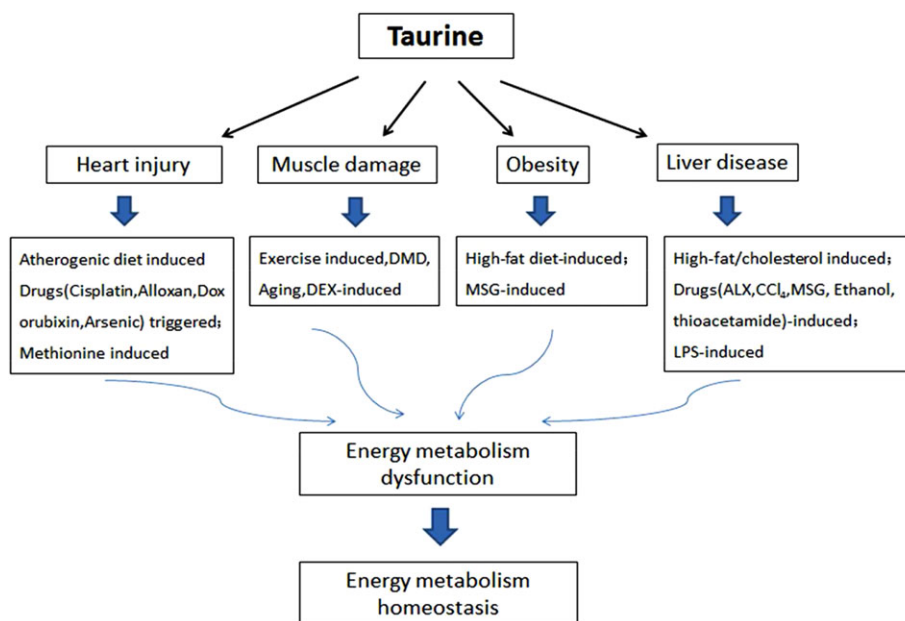 Taurine
Heart injury
Muscle damage
Obesity
Liver disease
Atherogenic diet induced
Drugs(Cisplatin,Alloxan,Dox
orubixin,Arsenic) triggered;
Methionine induced
Exercise induced,DMD,
Aging,DEX-induced
High-fat diet-induced;
MSG-induced
High-fat/cholesterol induced;
Drugs(ALX,CCl₄,MSG, Ethanol,
thioacetamide)-induced;
LPS-induced
Energy metabolism
dysfunction
Energy metabolism
homeostasis